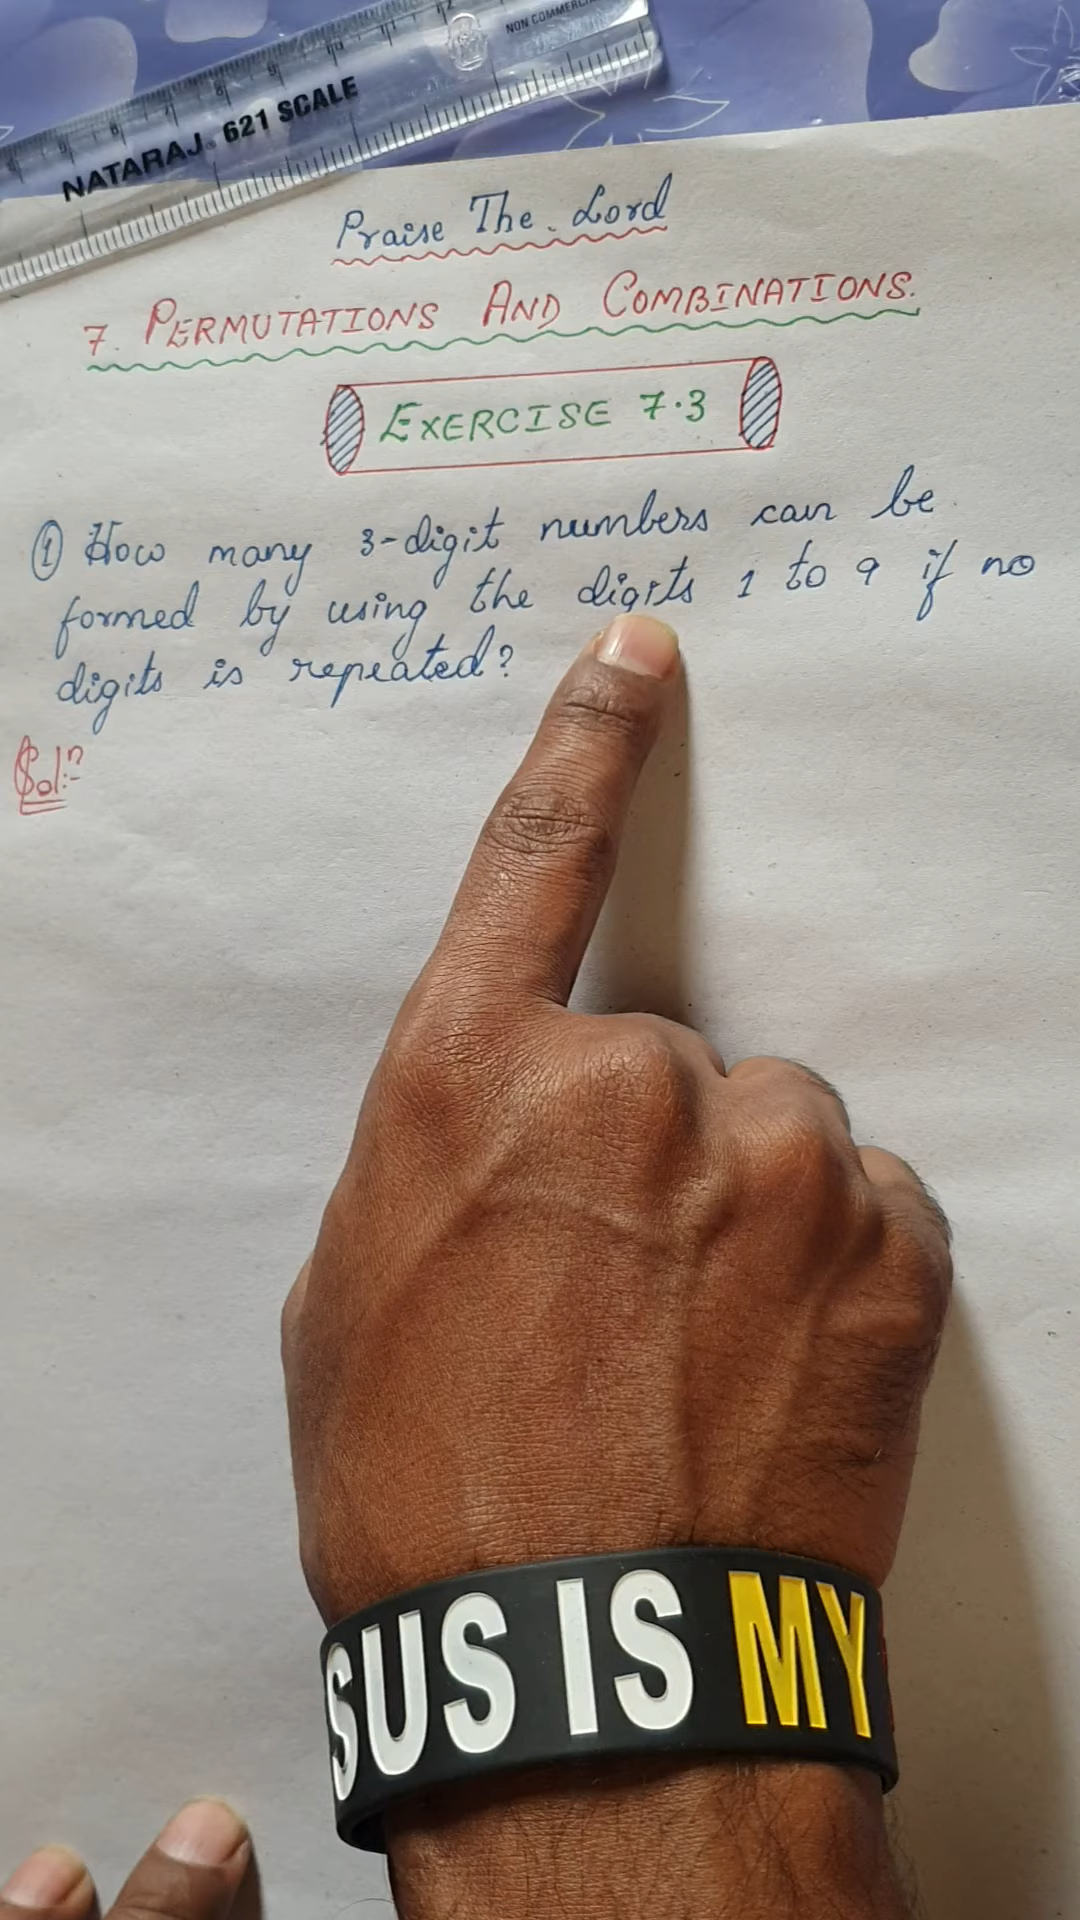 NON COMMERCI
NATARAJ 621 SCALE
Praise The Lord
7. PERMUTATIONS AND COMBINATIONS.
EXERCISE 7.3
① How many 3-digit numbers can be
formed by using the digits 1 to 9 if no
digits is repeated?
Sol:-n
SUS IS MY